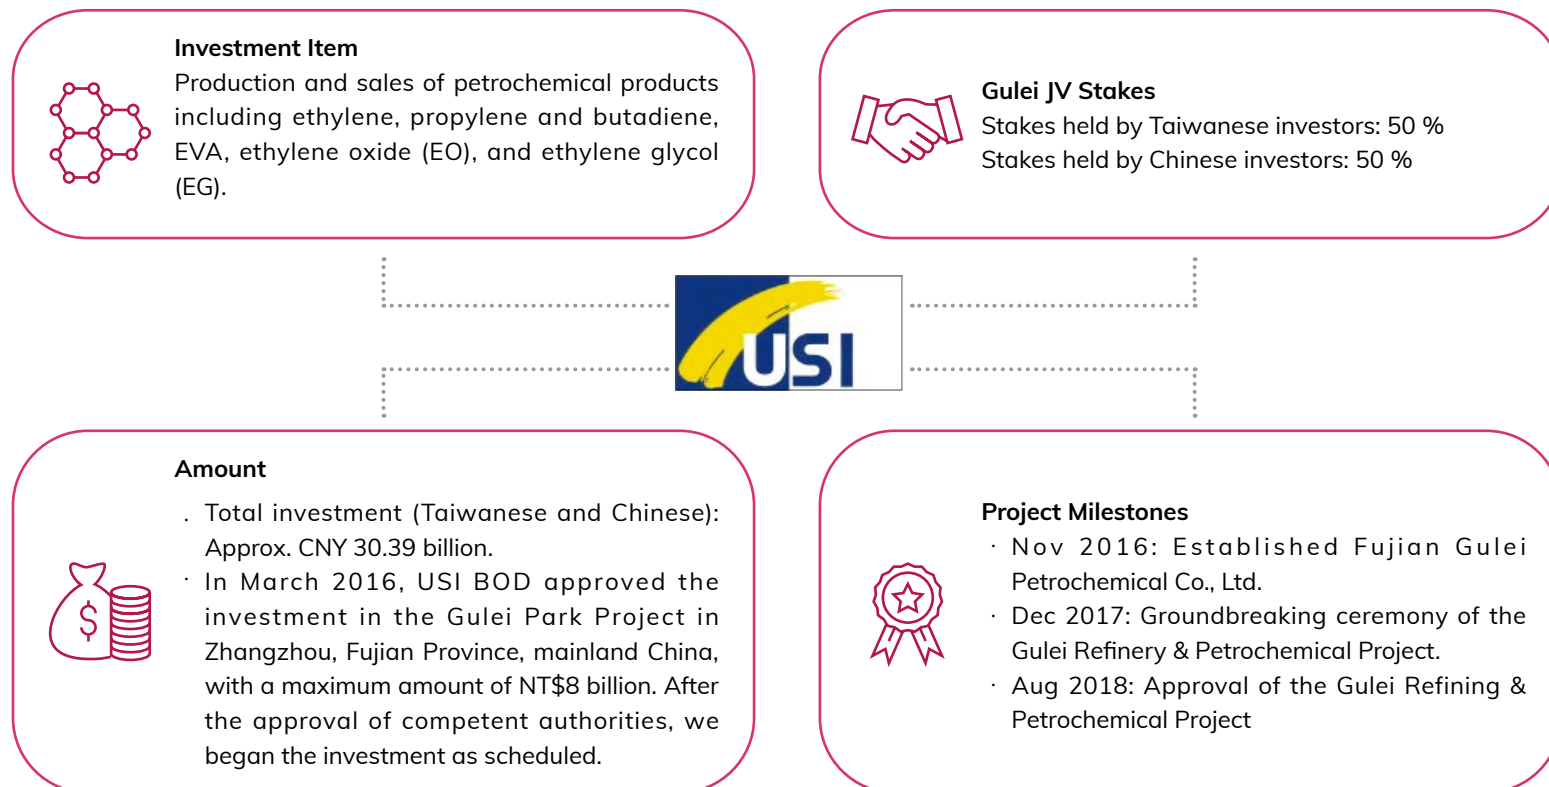 Investment Item
Production and sales of petrochemical products
including ethylene, propylene and butadiene,
EVA, ethylene oxide (EO), and ethylene glycol
(EG).
Gulei JV Stakes
Stakes held by Taiwanese investors: 50 %
Stakes held by Chinese investors: 50 %
USI
Amount
. Total investment (Taiwanese and Chinese):
Approx. CNY 30.39 billion.
· In March 2016, USI BOD approved the
investment in the Gulei Park Project in
Zhangzhou, Fujian Province, mainland China,
with a maximum amount of NT$8 billion. After
the approval of competent authorities, we
began the investment as scheduled.
$
Project Milestones
· Nov 2016: Established Fujian Gulei
Petrochemical Co., Ltd.
· Dec 2017: Groundbreaking ceremony of the
Gulei Refinery & Petrochemical Project.
· Aug 2018: Approval of the Gulei Refining &
Petrochemical Project